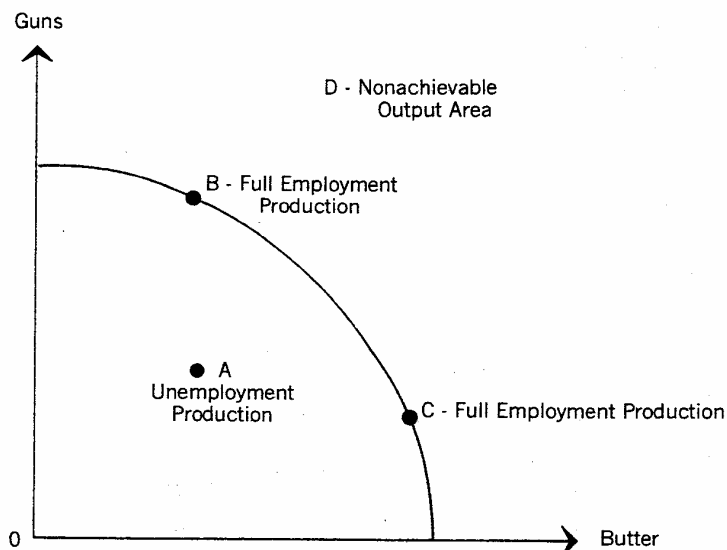 Guns
D - Nonachievable
Output Area
B - Full Employment
Production
A
Unemployment
Production
C - Full Employment Production
0
Butter